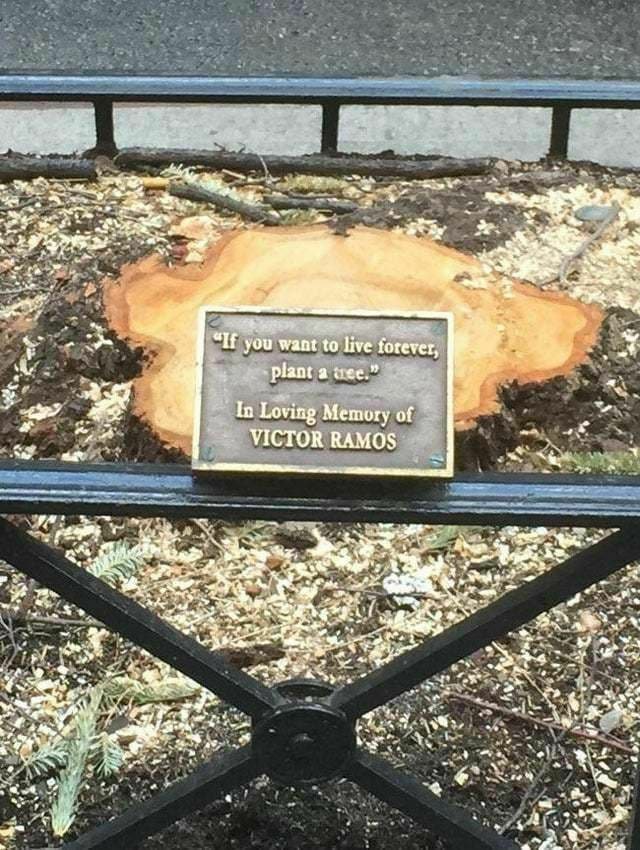 “If you want to live forever,
plant a tree.”
In Loving Memory of
VICTOR RAMOS